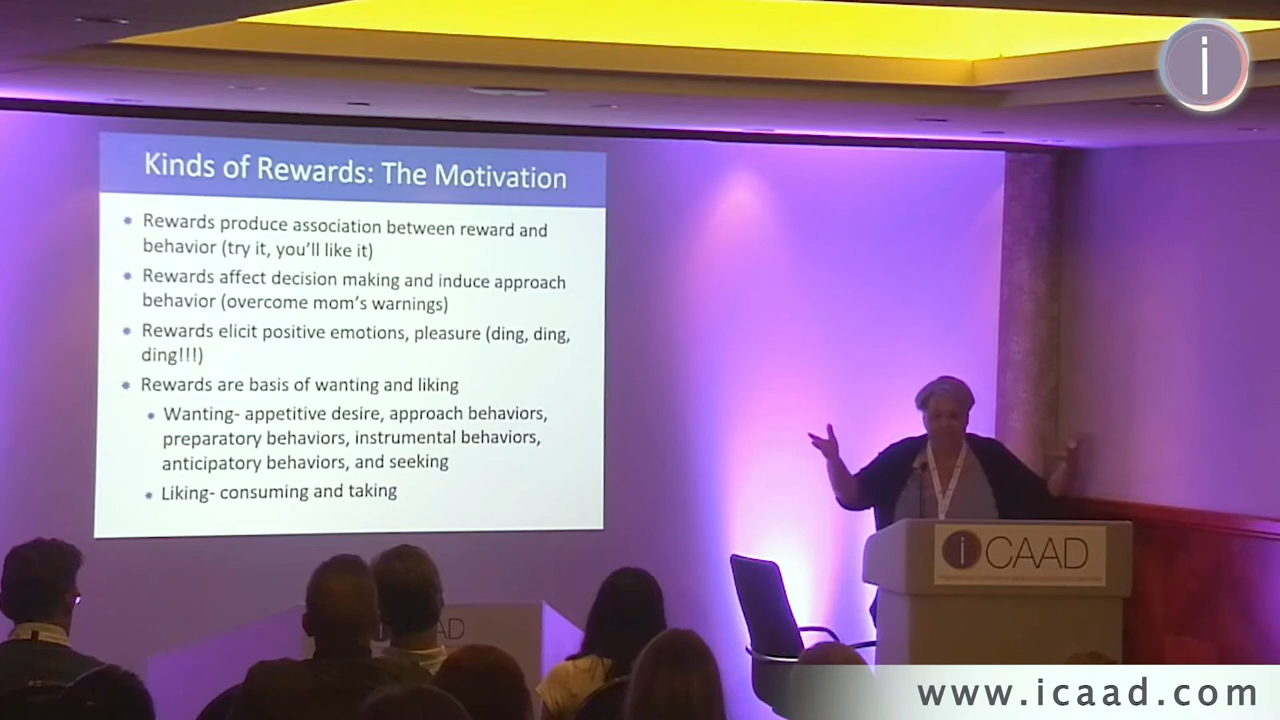 i
Kinds of Rewards: The Motivation
Rewards produce association between reward and
behavior (try it, you'll like it)
Rewards affect decision making and induce approach
behavior (overcome mom's warnings)
Rewards elicit positive emotions, pleasure (ding, ding,
ding!!!)
Rewards are basis of wanting and liking
Wanting- appetitive desire, approach behaviors,
preparatory behaviors, instrumental behaviors,
anticipatory behaviors, and seeking
Liking- consuming and taking
i CAAD
AD
www.icaad.com